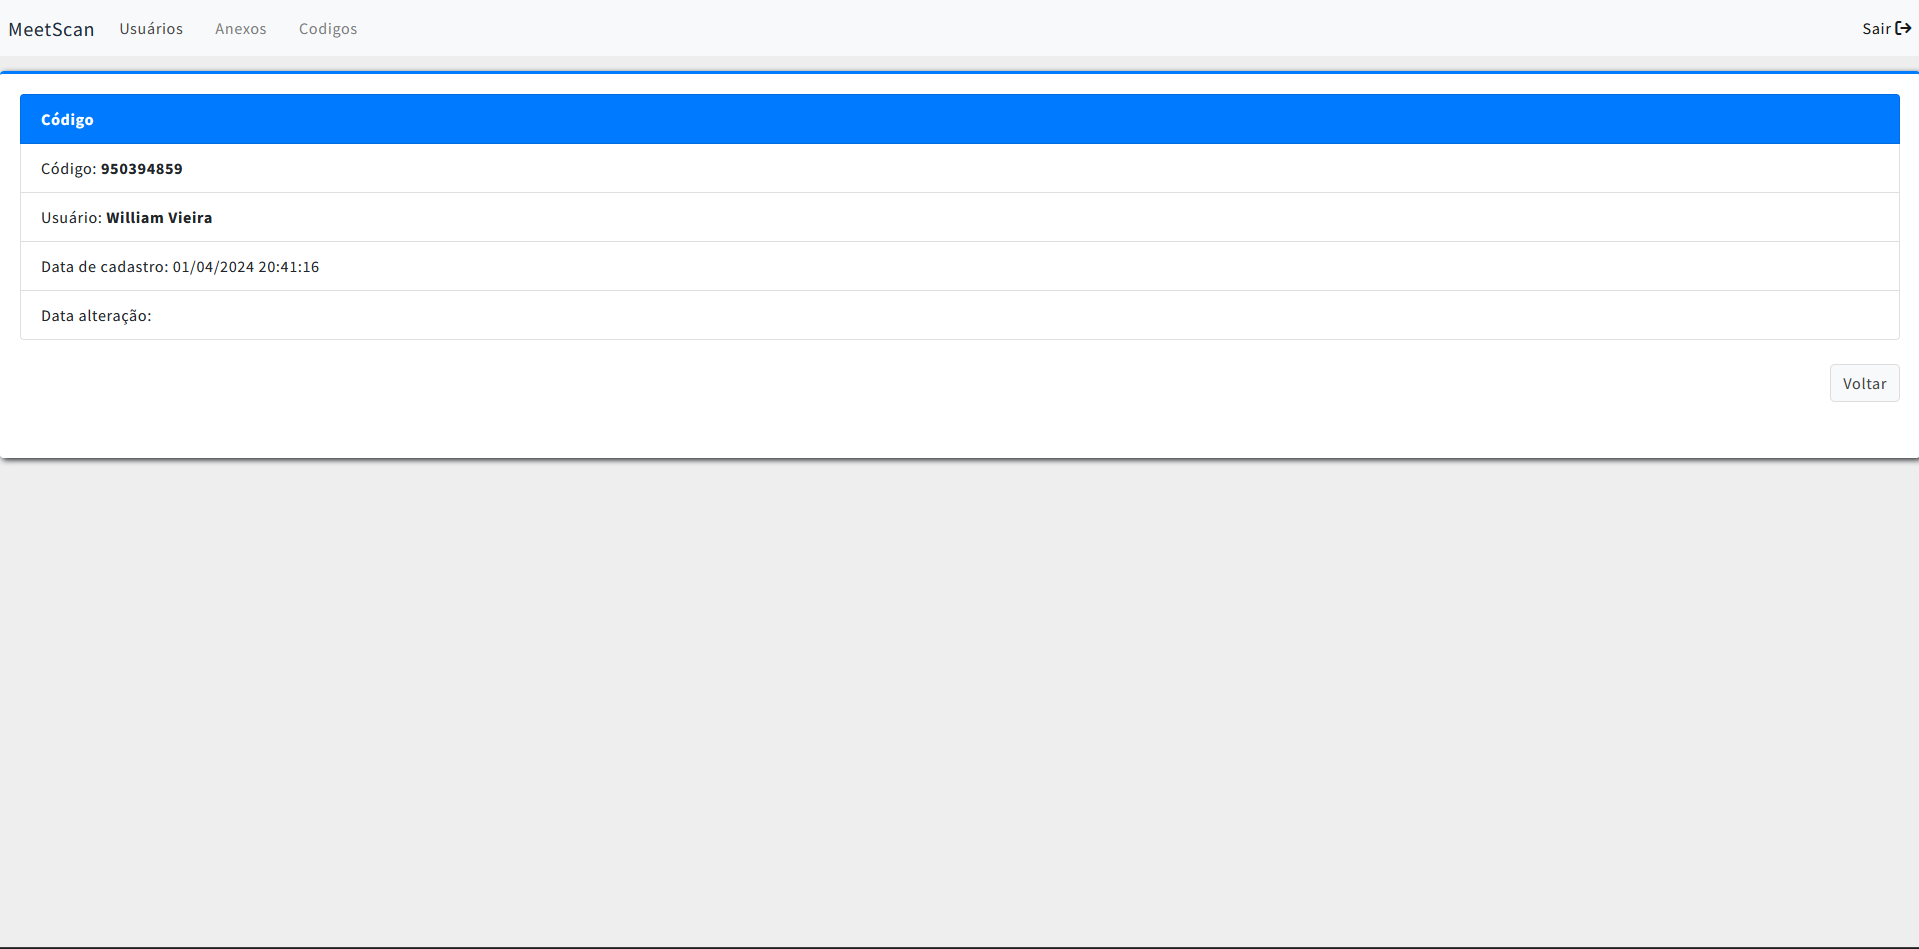 MeetScan Usuários Anexos Codigos Sair
Código
Código: 950394859
Usuário: William Vieira
Data de cadastro: 01/04/2024 20:41:16
Data alteração:
Voltar